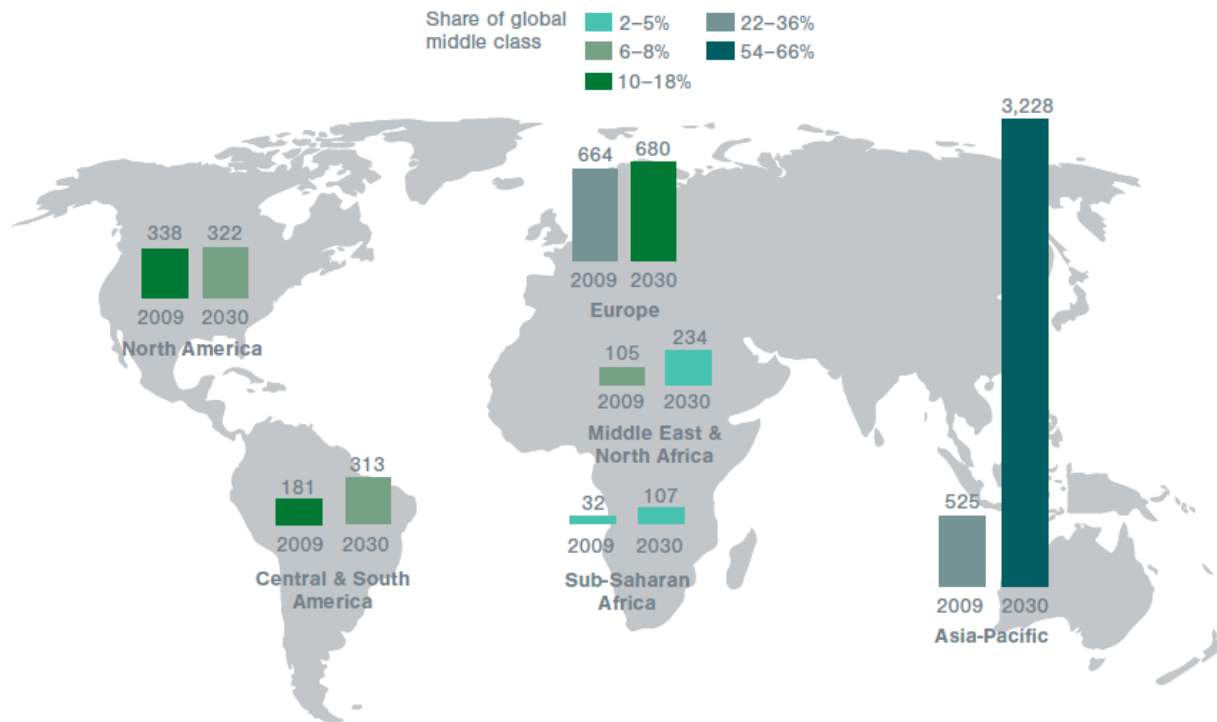 Share of global
middle class
2–5%
6–8%
10–18%
22–36%
54–66%
338 322
2009 2030
North America
664 680
2009 2030
Europe
105 234
2009 2030
Middle East &
North Africa
181 313
2009 2030
Central & South
America
32 107
2009 2030
Sub-Saharan
Africa
525 3,228
2009 2030
Asia-Pacific